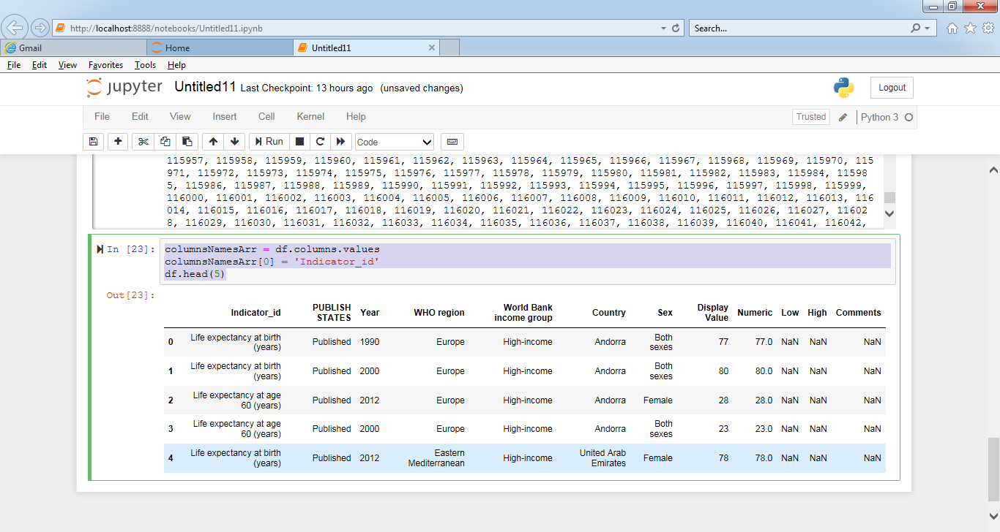 http://localhost:8888/notebooks/Untitled11.ipynb
Search...
Gmail
Home
Untitled11
File Edit View Favorites Tools Help
jupyter Untitled11 Last Checkpoint: 13 hours ago (unsaved changes)
Logout
File Edit View Insert Cell Kernel Help
Trusted
Python 3
Run
Code
115957, 115958, 115959, 115960, 115961, 115962, 115963, 115964, 115965, 115966, 115967, 115968, 115969, 115970, 115
971, 115972, 115973, 115974, 115975, 115976, 115977, 115978, 115979, 115980, 115981, 115982, 115983, 115984, 11598
5, 115986, 115987, 115988, 115989, 115990, 115991, 115992, 115993, 115994, 115995, 115996, 115997, 115998, 115999,
116000, 116001, 116002, 116003, 116004, 116005, 116006, 116007, 116008, 116009, 116010, 116011, 116012, 116013, 116
014, 116015, 116016, 116017, 116018, 116019, 116020, 116021, 116022, 116023, 116024, 116025, 116026, 116027, 11602
8, 116029, 116030, 116031, 116032, 116033, 116034, 116035, 116036, 116037, 116038, 116039, 116040, 116041, 116042,
In [23]: columnsNamesArr = df.columns.values
columnsNamesArr[0] = 'Indicator_id'
df.head(5)
Out[23]:
Indicator_id PUBLISH STATES Year WHO region World Bank income group Country Sex Display Value Numeric Low High Comments
0 Life expectancy at birth (years) Published 1990 Europe High-income Andorra Both sexes 77 77.0 NaN NaN NaN
1 Life expectancy at birth (years) Published 2000 Europe High-income Andorra Both sexes 80 80.0 NaN NaN NaN
2 Life expectancy at age 60 (years) Published 2012 Europe High-income Andorra Female 28 28.0 NaN NaN NaN
3 Life expectancy at age 60 (years) Published 2000 Europe High-income Andorra Both sexes 23 23.0 NaN NaN NaN
4 Life expectancy at birth (years) Published 2012 Eastern Mediterranean High-income United Arab Emirates Female 78 78.0 NaN NaN NaN